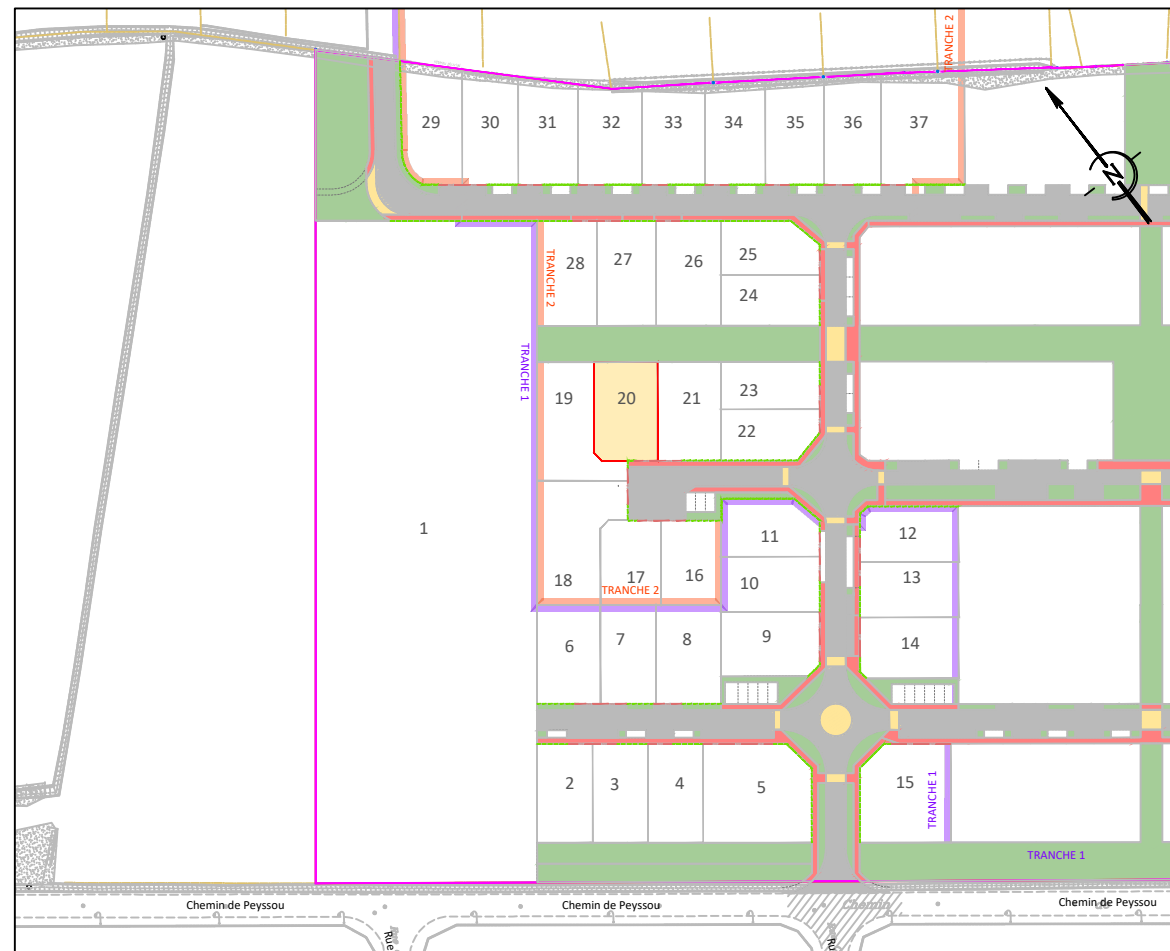 TRANCHE 2
29 30 31 32 33 34 35 36 37
N
28 27 26 25
24
TRANCHE 2
TRANCHE 1
19 20 21 23
22
1
11 12
18 17 16 10 13
TRANCHE 2
6 7 8 9 14
2 3 4 5 15
TRANCHE 1
TRANCHE 1
Chemin de Peyssou
Chemin de Peyssou
Chemin
Chemin de Peyssou
Rue
Ru